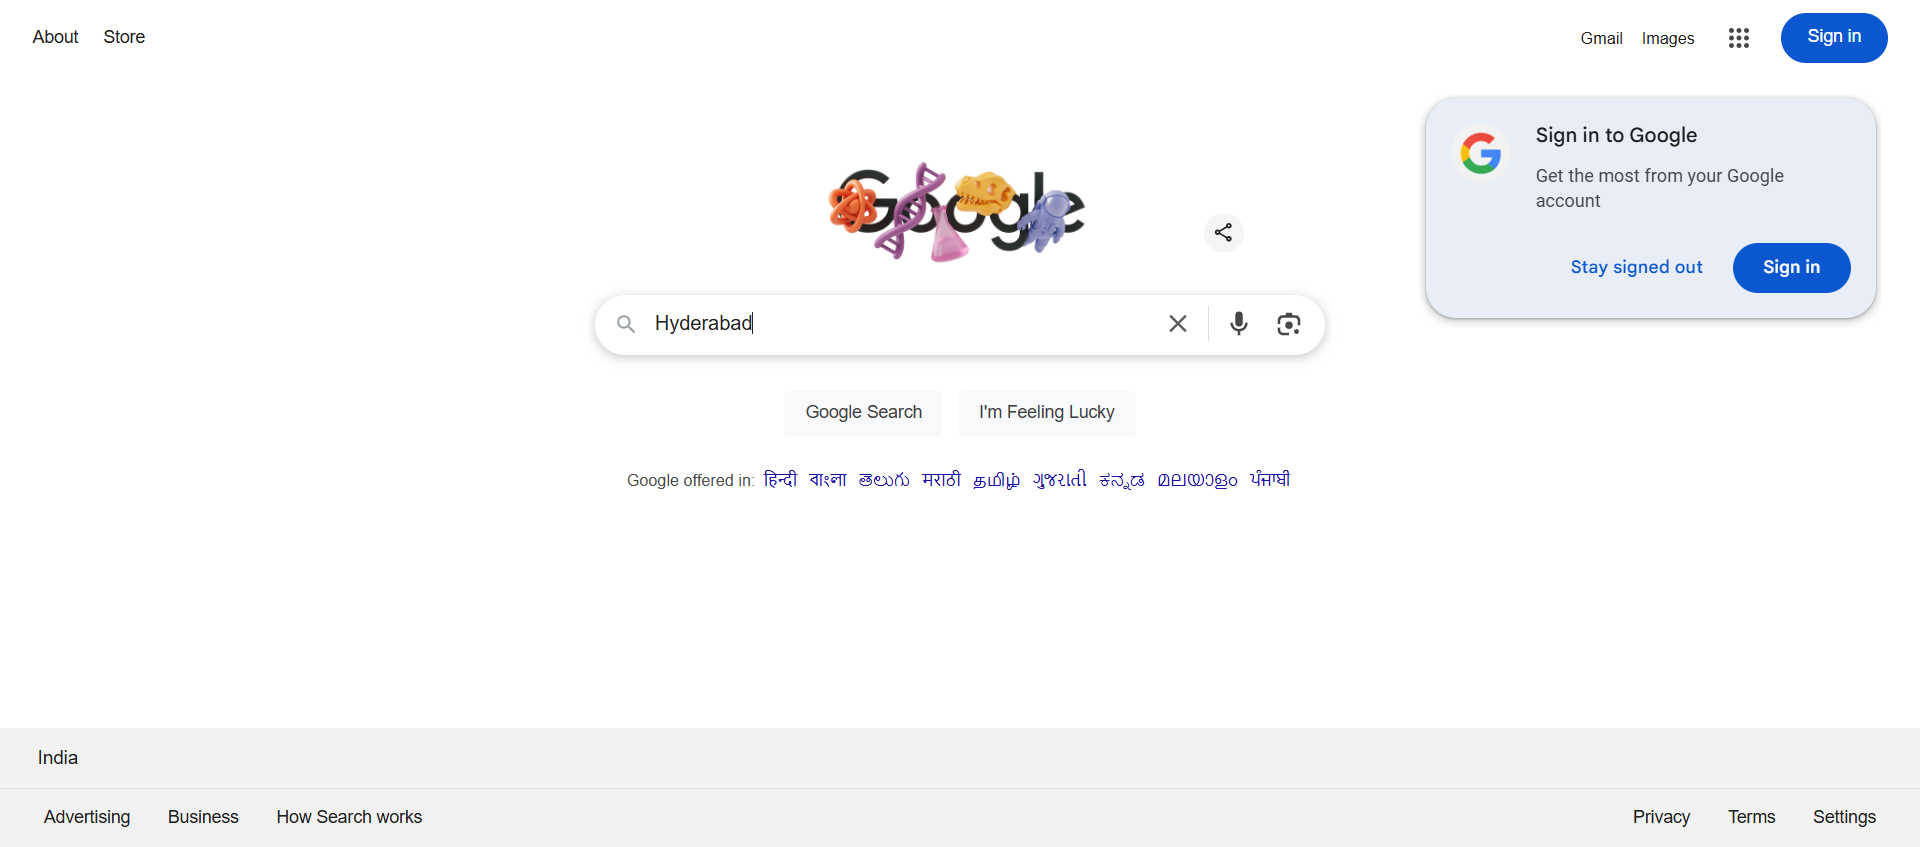 About Store
Gmail Images Sign in
Google
Sign in to Google
Get the most from your Google
account
Stay signed out Sign in
Hyderabad
Google Search I'm Feeling Lucky
Google offered in: हिन्दी বাংলা తెలుగు मराठी தமிழ் ગુજરાતી ಕನ್ನಡ മലയാളം ਪੰਜਾਬੀ
India
Advertising Business How Search works
Privacy Terms Settings